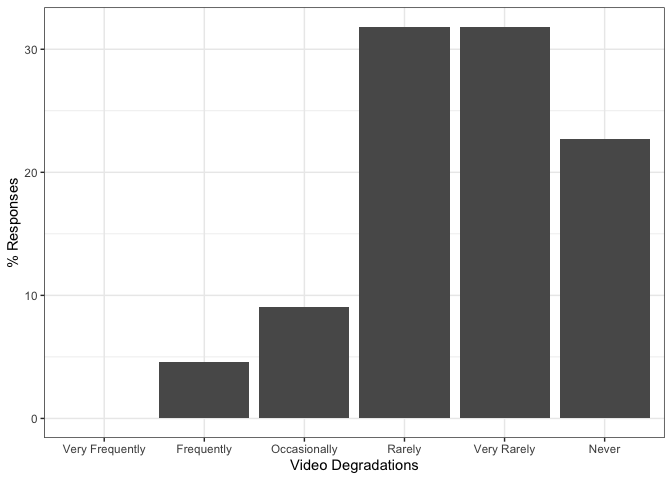 % Responses
30
20
10
0
Very Frequently Frequently Occasionally Rarely Very Rarely Never
Video Degradations